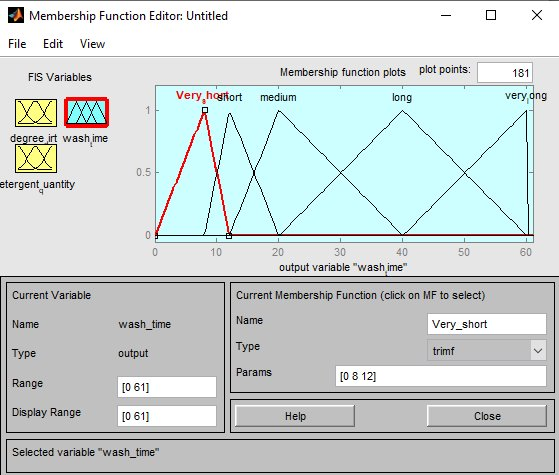 Membership Function Editor: Untitled
File Edit View
FIS Variables
Membership function plots plot points: 181
degree_irt wash_time
etergent_uantity
Very_hort short medium long very_ong
1
0.5
0
0 10 20 30 40 50 60
output variable "wash_time"
Current Variable
Name wash_time
Type output
Range [0 61]
Display Range [0 61]
Current Membership Function (click on MF to select)
Name Very_short
Type trimf
Params [0 8 12]
Help Close
Selected variable "wash_time"